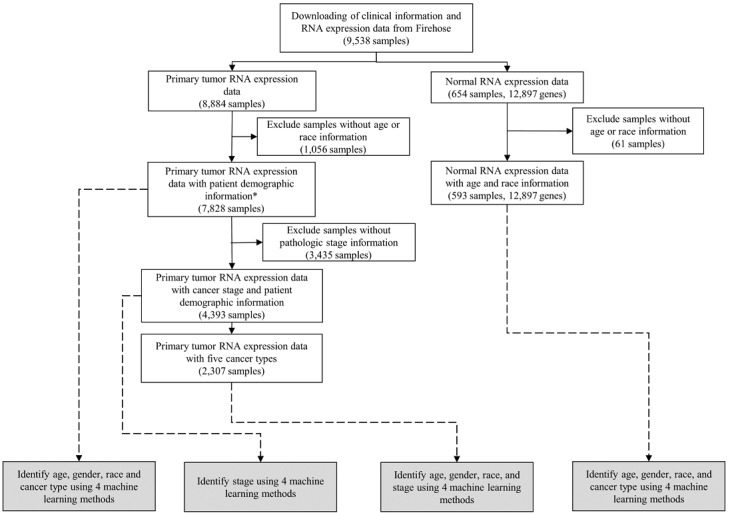 Downloading of clinical information and
RNA expression data from Firehose
(9,538 samples)
Primary tumor RNA expression
data
(8,884 samples)
Normal RNA expression data
(654 samples, 12,897 genes)
Exclude samples without age or
race information
(1,056 samples)
Exclude samples without
age or race information
(61 samples)
Primary tumor RNA expression
data with patient demographic
information*
(7,828 samples)
Normal RNA expression data
with age and race information
(593 samples, 12,897 genes)
Exclude samples without
pathologic stage information
(3,435 samples)
Primary tumor RNA expression data
with cancer stage and patient
demographic information
(4,393 samples)
Primary tumor RNA expression data
with five cancer types
(2,307 samples)
Identify age, gender, race and
cancer type using 4 machine
learning methods
Identify stage using 4 machine
learning methods
Identify age, gender, race, and
stage using 4 machine learning
methods
Identify age, gender, race, and
cancer type using 4 machine
learning methods